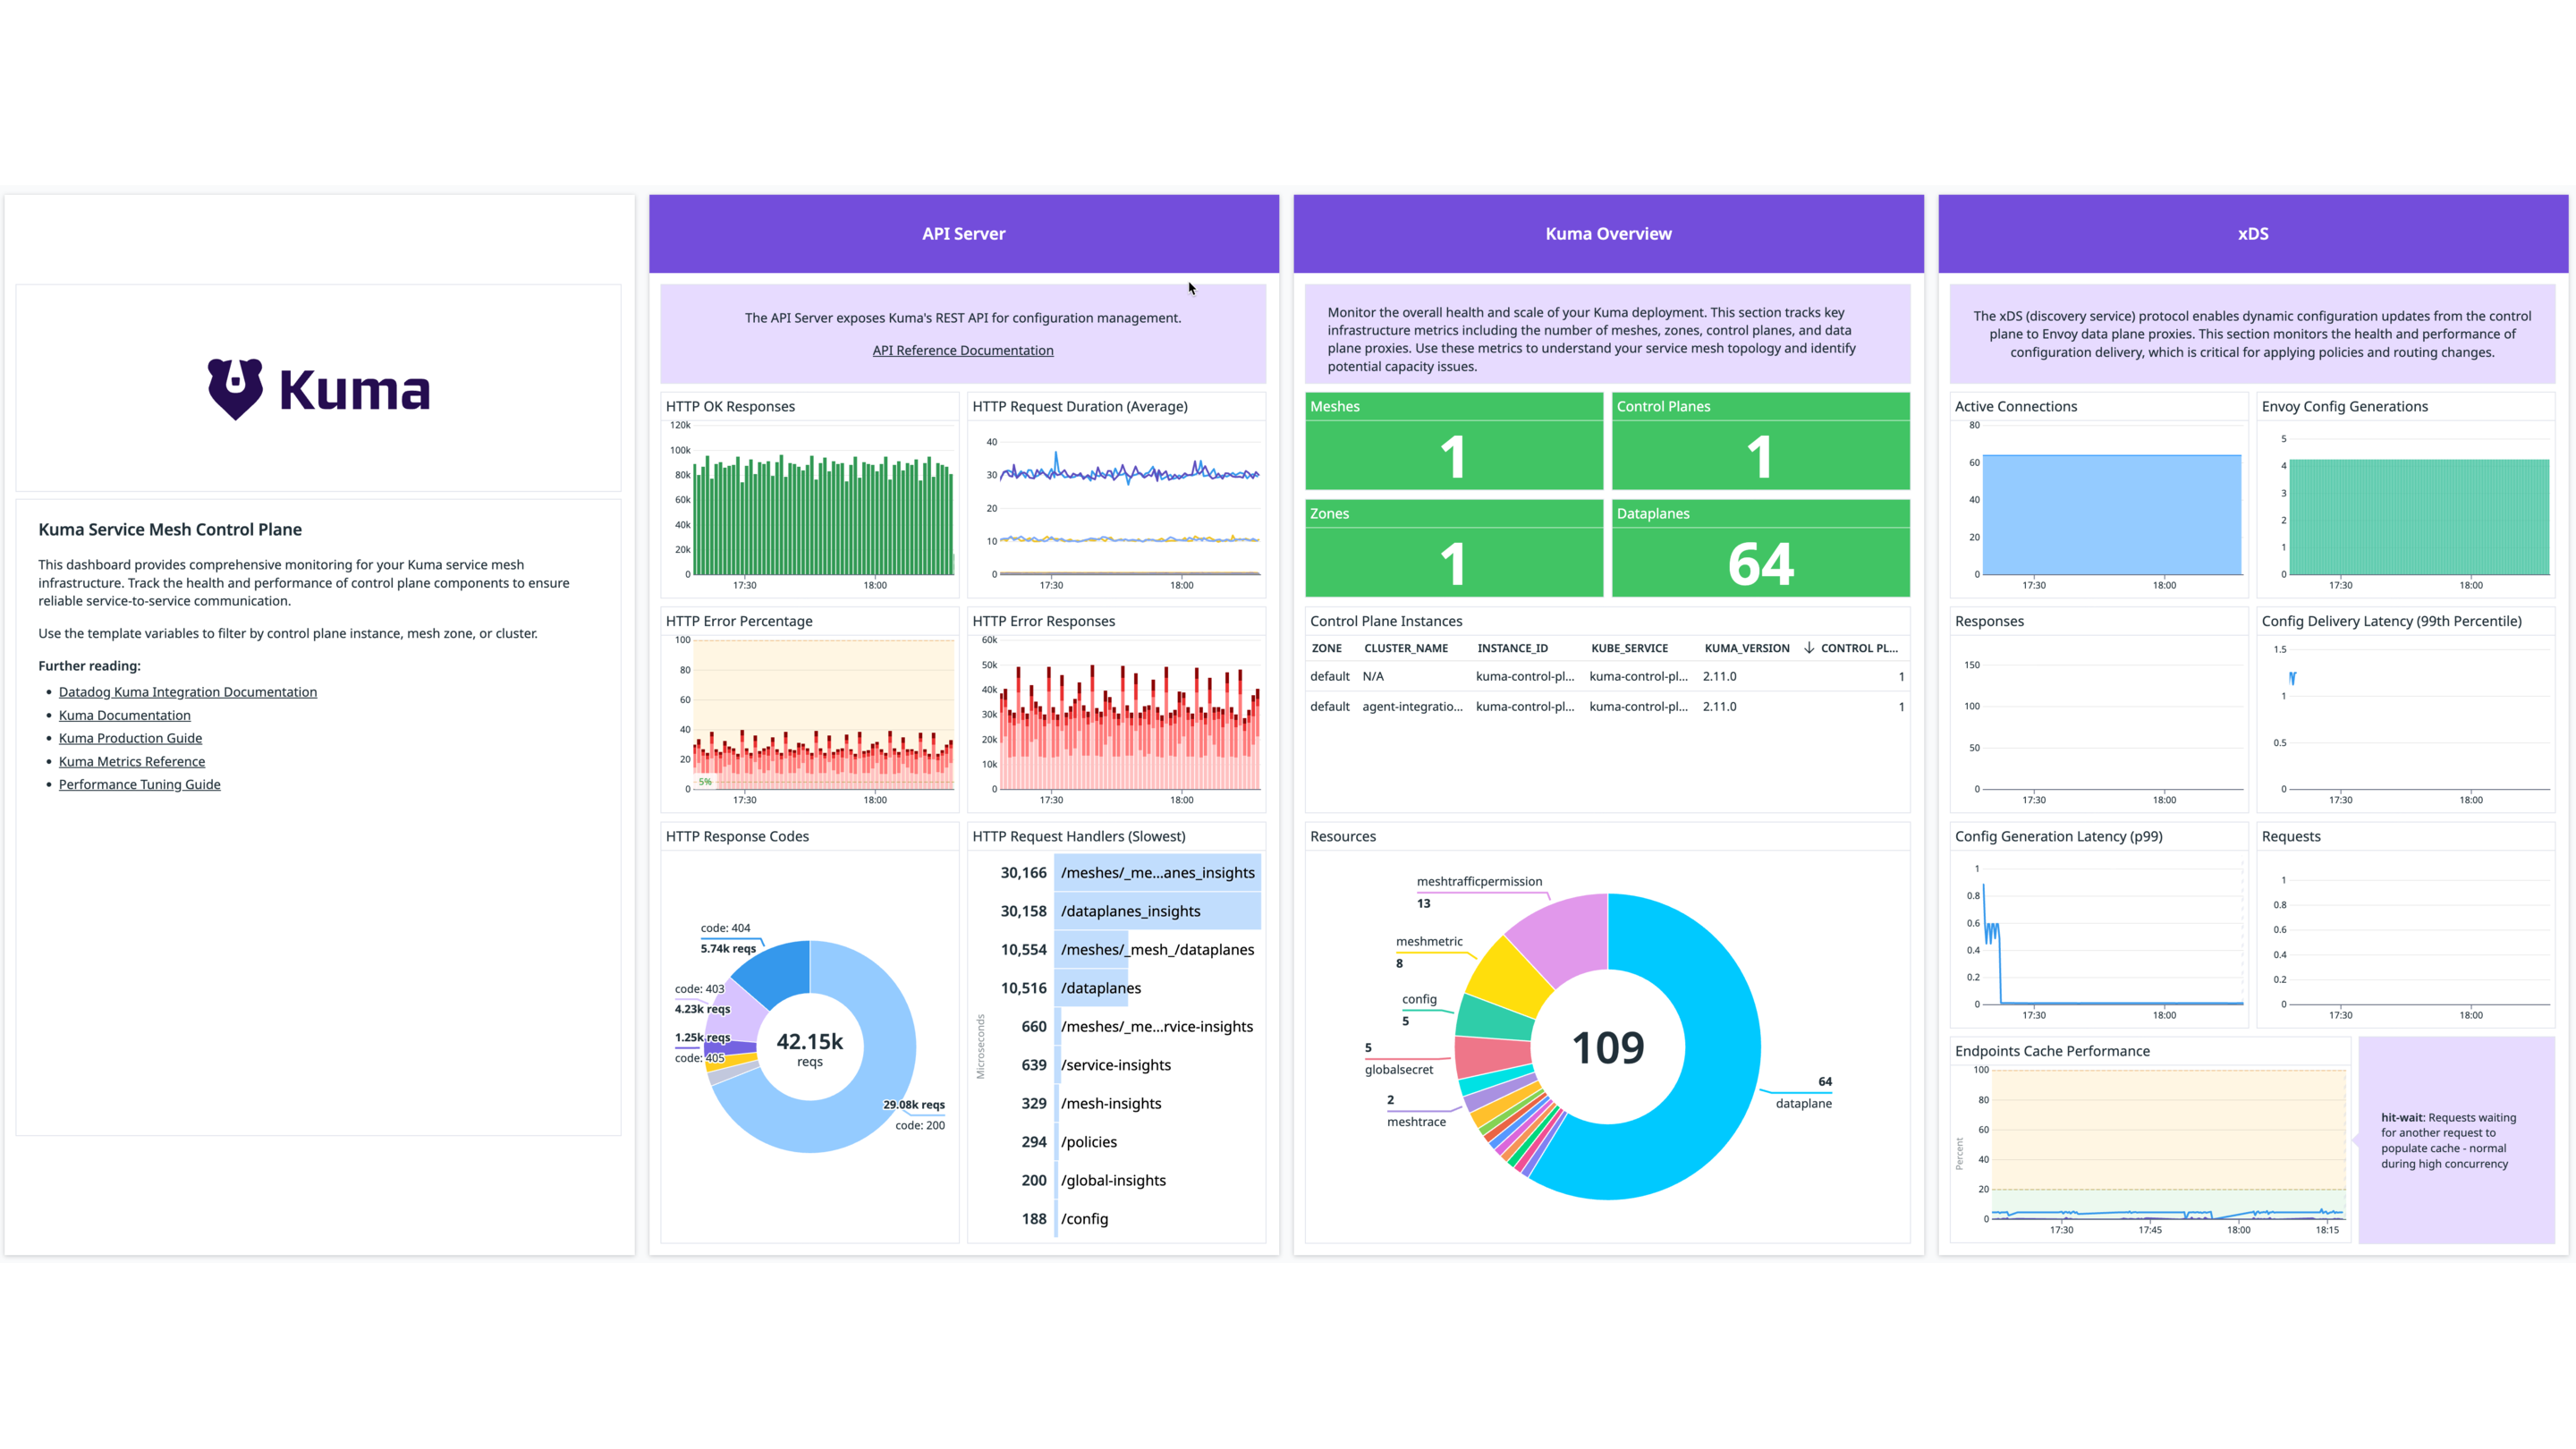 Kuma
Kuma Service Mesh Control Plane
This dashboard provides comprehensive monitoring for your Kuma service mesh
infrastructure. Track the health and performance of control plane components to ensure
reliable service-to-service communication.
Use the template variables to filter by control plane instance, mesh zone, or cluster.
Further reading:
• Datadog Kuma Integration Documentation
• Kuma Documentation
• Kuma Production Guide
• Kuma Metrics Reference
• Performance Tuning Guide
API Server
The API Server exposes Kuma's REST API for configuration management.
API Reference Documentation
HTTP OK Responses
120k
100k
80k
60k
40k
20k
0
17:30 18:00
HTTP Request Duration (Average)
40
30
20
10
0
17:30 18:00
HTTP Error Percentage
100
80
60
40
20
0
5%
17:30 18:00
HTTP Error Responses
60k
50k
40k
30k
20k
10k
0
17:30 18:00
HTTP Response Codes
code: 404
5.74k reqs
code: 403
4.23k reqs
1.25k reqs
code: 405
42.15k
reqs
29.08k reqs
code: 200
HTTP Request Handlers (Slowest)
Microseconds
30,166 /meshes/_me...anes_insights
30,158 /dataplanes_insights
10,554 /meshes/_mesh_/dataplanes
10,516 /dataplanes
660 /meshes/_me...rvice-insights
639 /service-insights
329 /mesh-insights
294 /policies
200 /global-insights
188 /config
Kuma Overview
Monitor the overall health and scale of your Kuma deployment. This section tracks key
infrastructure metrics including the number of meshes, zones, control planes, and data
plane proxies. Use these metrics to understand your service mesh topology and identify
potential capacity issues.
Meshes
1
Control Planes
1
Zones
1
Dataplanes
64
Control Plane Instances
ZONE CLUSTER_NAME INSTANCE_ID KUBE_SERVICE KUMA_VERSION ↓ CONTROL PL...
default N/A kuma-control-pl... kuma-control-pl... 2.11.0 1
default agent-integratio... kuma-control-pl... kuma-control-pl... 2.11.0 1
Resources
meshtrafficpermission
13
meshmetric
8
config
5
5
globalsecret
2
meshtrace
109
64
dataplane
xDS
The xDS (discovery service) protocol enables dynamic configuration updates from the control
plane to Envoy data plane proxies. This section monitors the health and performance of
configuration delivery, which is critical for applying policies and routing changes.
Active Connections
80
60
40
20
0
17:30 18:00
Envoy Config Generations
5
4
3
2
1
0
17:30 18:00
Responses
150
100
50
0
17:30 18:00
Config Delivery Latency (99th Percentile)
1.5
1
0.5
0
17:30 18:00
Config Generation Latency (p99)
1
0.8
0.6
0.4
0.2
0
17:30 18:00
Requests
1
0.8
0.6
0.4
0.2
0
17:30 18:00
Endpoints Cache Performance
Percent
100
80
60
40
20
0
17:30 17:45 18:00 18:15
hit-wait: Requests waiting
for another request to
populate cache - normal
during high concurrency